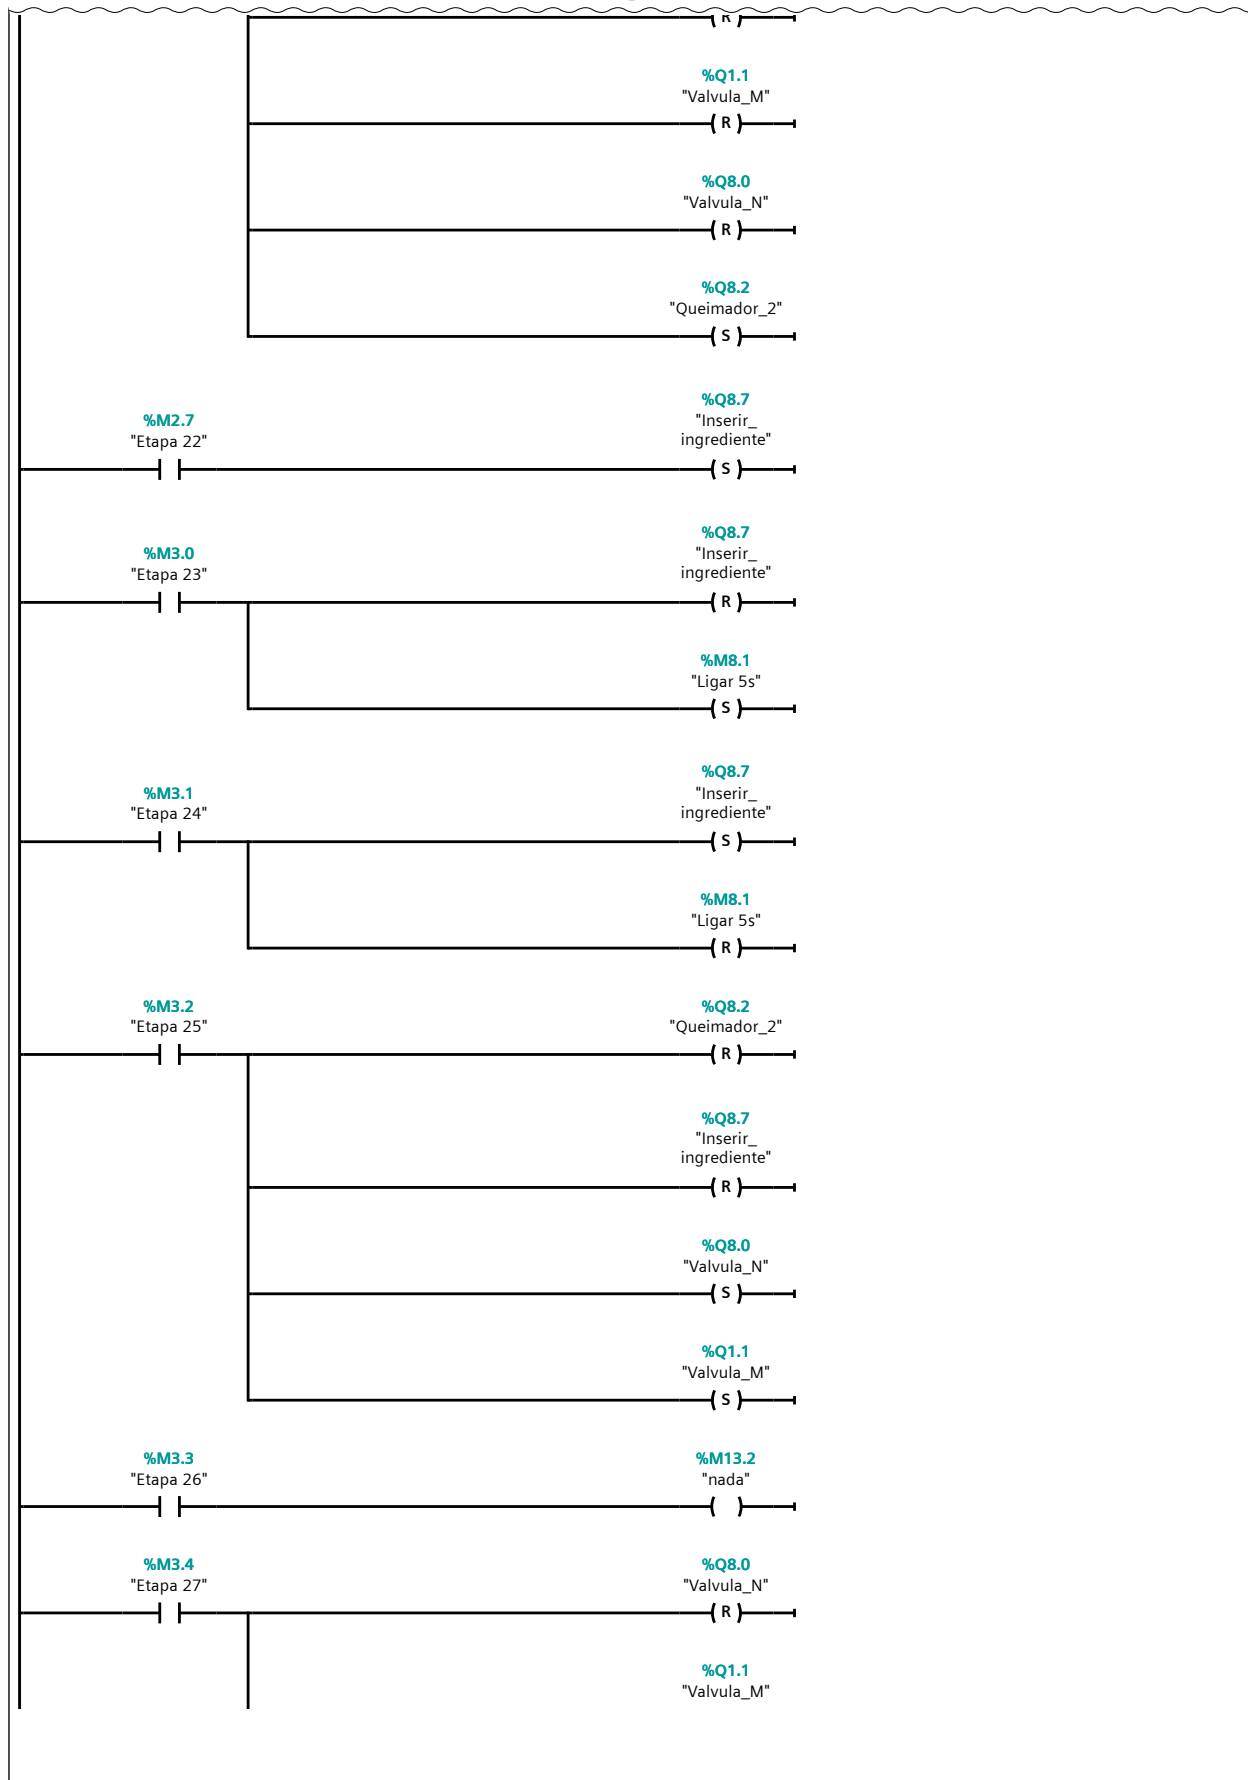 R
%Q1.1
"Valvula_M"
R
%Q8.0
"Valvula_N"
R
%Q8.2
"Queimador_2"
S
%M2.7
"Etapa 22"
%Q8.7
"Inserir_
ingrediente"
S
%M3.0
"Etapa 23"
%Q8.7
"Inserir_
ingrediente"
R
%M8.1
"Ligar 5s"
S
%M3.1
"Etapa 24"
%Q8.7
"Inserir_
ingrediente"
S
%M8.1
"Ligar 5s"
R
%M3.2
"Etapa 25"
%Q8.2
"Queimador_2"
R
%Q8.7
"Inserir_
ingrediente"
R
%Q8.0
"Valvula_N"
S
%Q1.1
"Valvula_M"
S
%M3.3
"Etapa 26"
%M13.2
"nada"
%M3.4
"Etapa 27"
%Q8.0
"Valvula_N"
R
%Q1.1
"Valvula_M"